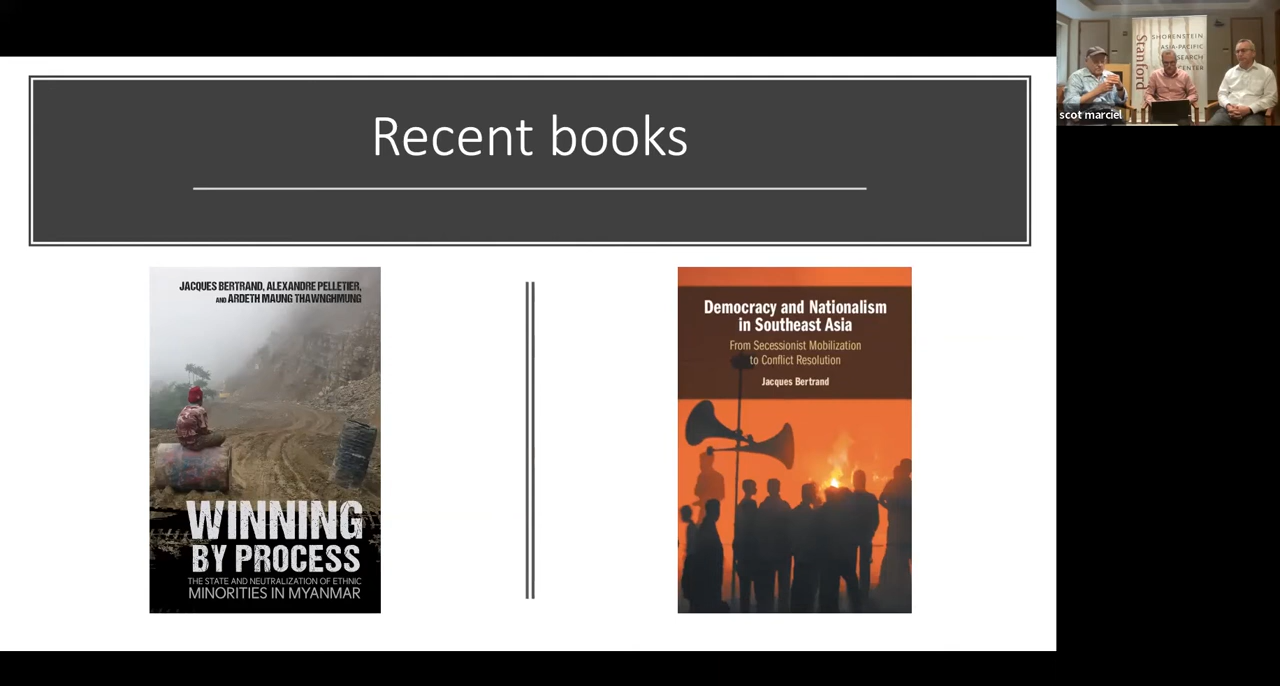 Recent books
JACQUES BERTRAND, ALEXANDRE PELLETIER,
AND ARDETH MAUNG THAWNGHMUNG
WINNING
BY PROCESS
THE STATE AND NEUTRALIZATION OF ETHNIC
MINORITIES IN MYANMAR
Democracy and Nationalism
in Southeast Asia
From Secessionist Mobilization
to Conflict Resolution
Jacques Bertrand
Stanford
SHORENSTEIN
ASIA-PACIFIC
SEARCH
CENTER
scot marciel